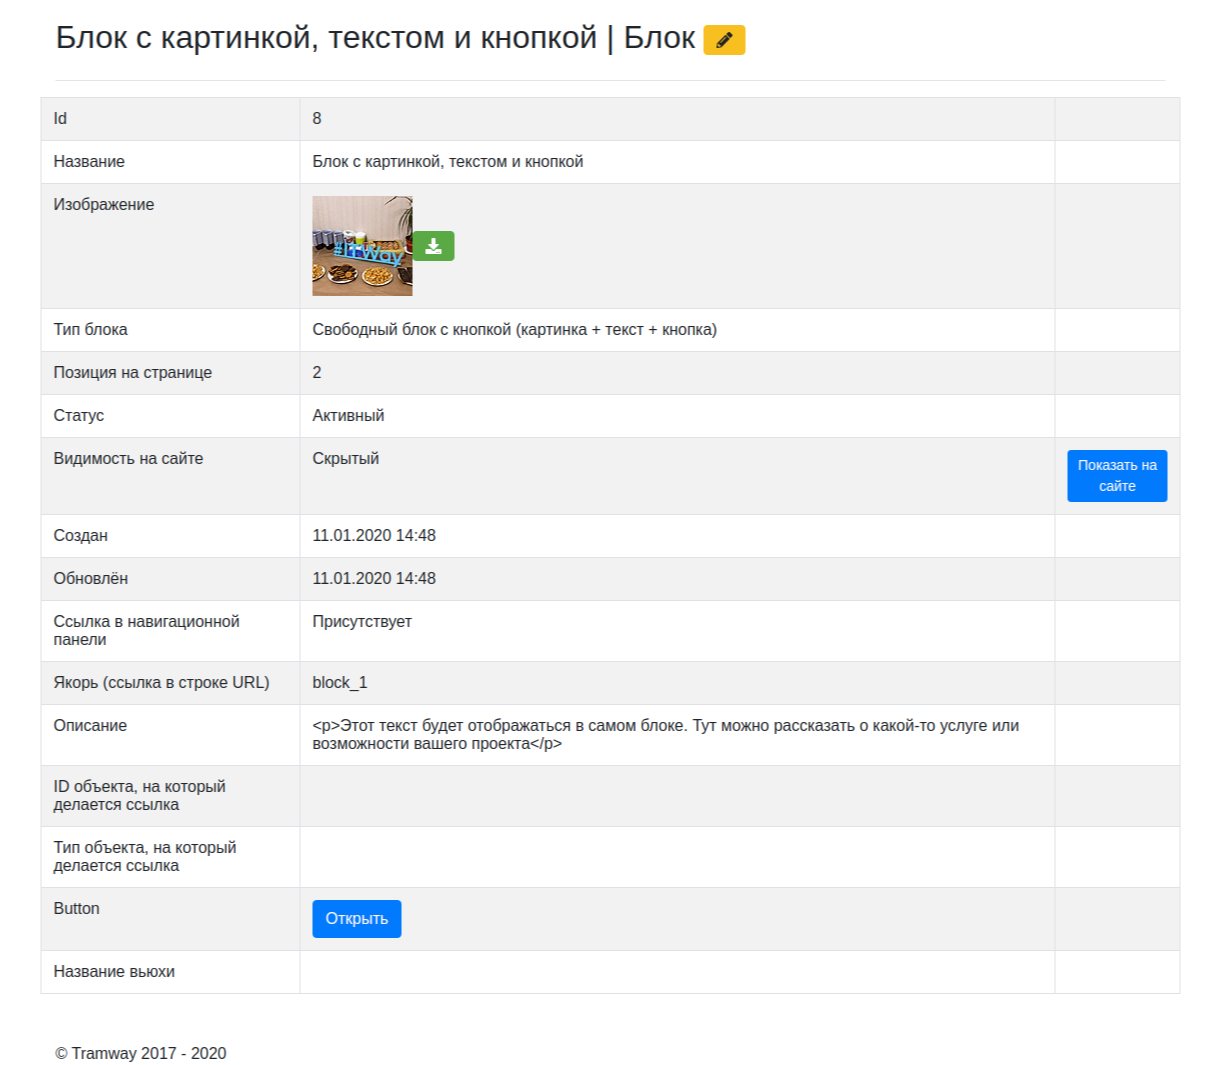 Блок с картинкой, текстом и кнопкой | Блок
Id
8
Название
Блок с картинкой, текстом и кнопкой
Изображение
#ITWay
Тип блока
Свободный блок с кнопкой (картинка + текст + кнопка)
Позиция на странице
2
Статус
Активный
Видимость на сайте
Скрытый
Показать на
сайте
Создан
11.01.2020 14:48
Обновлён
11.01.2020 14:48
Ссылка в навигационной
панели
Присутствует
Якорь (ссылка в строке URL)
block_1
Описание
<p>Этот текст будет отображаться в самом блоке. Тут можно рассказать о какой-то услуге или
возможности вашего проекта</p>
ID объекта, на который
делается ссылка
Тип объекта, на который
делается ссылка
Button
Открыть
Название вьюхи
© Tramway 2017 - 2020